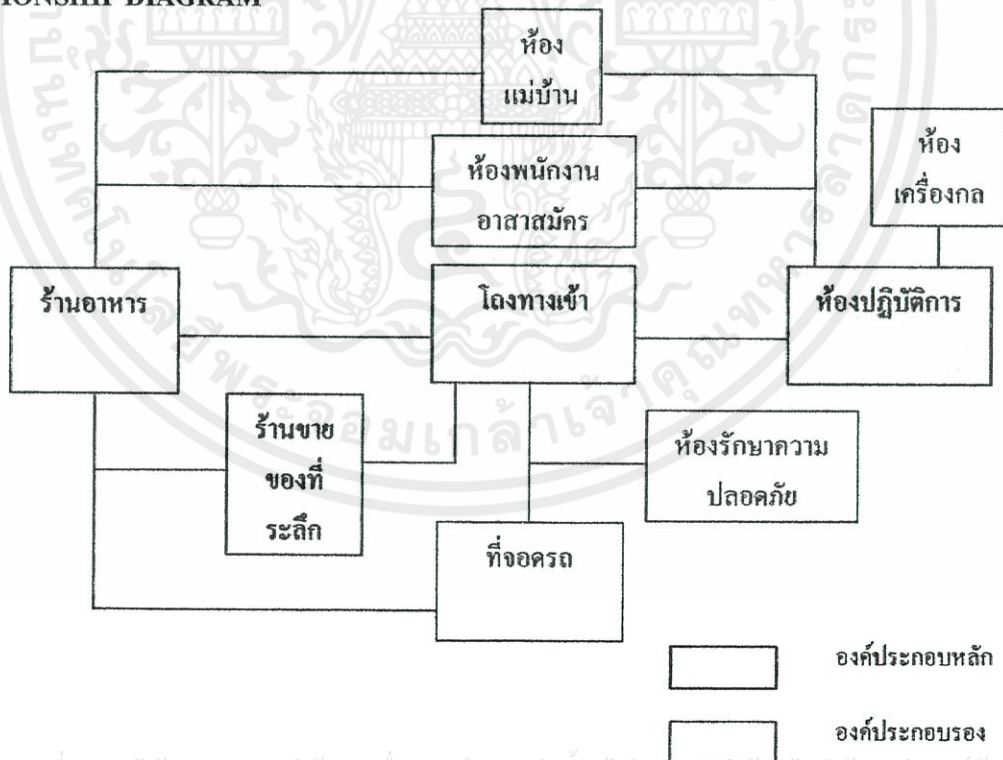 IONSHIP DIAGRAM
ห้อง
แม่บ้าน
ห้อง
เครื่องกล
ห้องพนักงาน
อาสาสมัคร
ร้านอาหาร
โถงทางเข้า
ห้องปฏิบัติการ
ร้านขาย
ของที่
ระลึก
ห้องรักษาความ
ปลอดภัย
ที่จอดรถ
องค์ประกอบหลัก
องค์ประกอบรอง